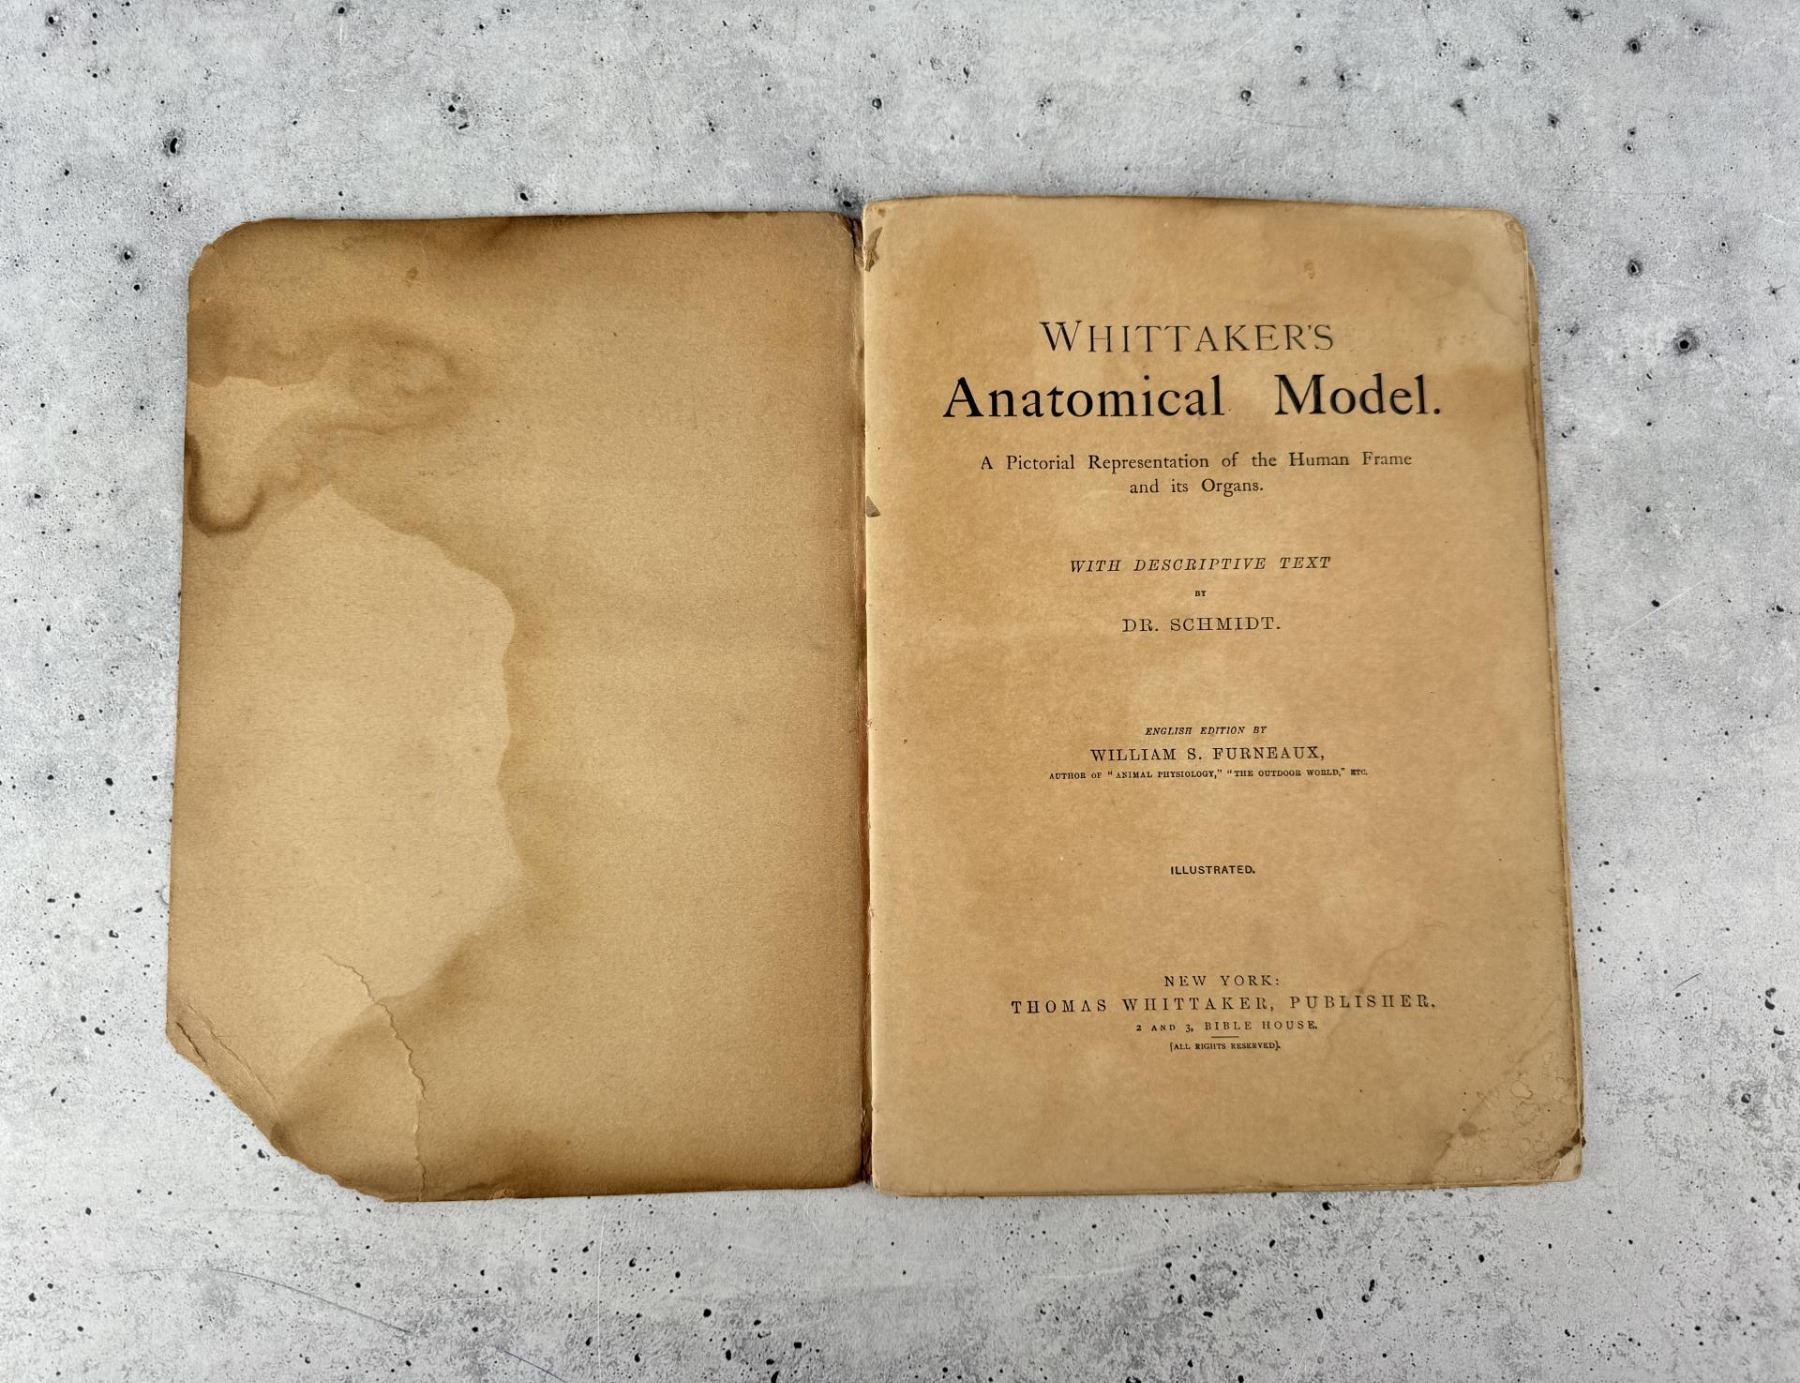 WHITTAKER'S
Anatomical Model.
A Pictorial Representation of the Human Frame
and its Organs.
WITH DESCRIPTIVE TEXT
BY
DR. SCHMIDT.
ENGLISH EDITION BY
WILLIAM S. FURNEAUX,
AUTHOR OF "ANIMAL PHYSIOLOGY," "THE OUTDOOR WORLD," ETC.
ILLUSTRATED.
NEW YORK:
THOMAS WHITTAKER, PUBLISHER.
2 AND 3, BIBLE HOUSE.
[ALL RIGHTS RESERVED].